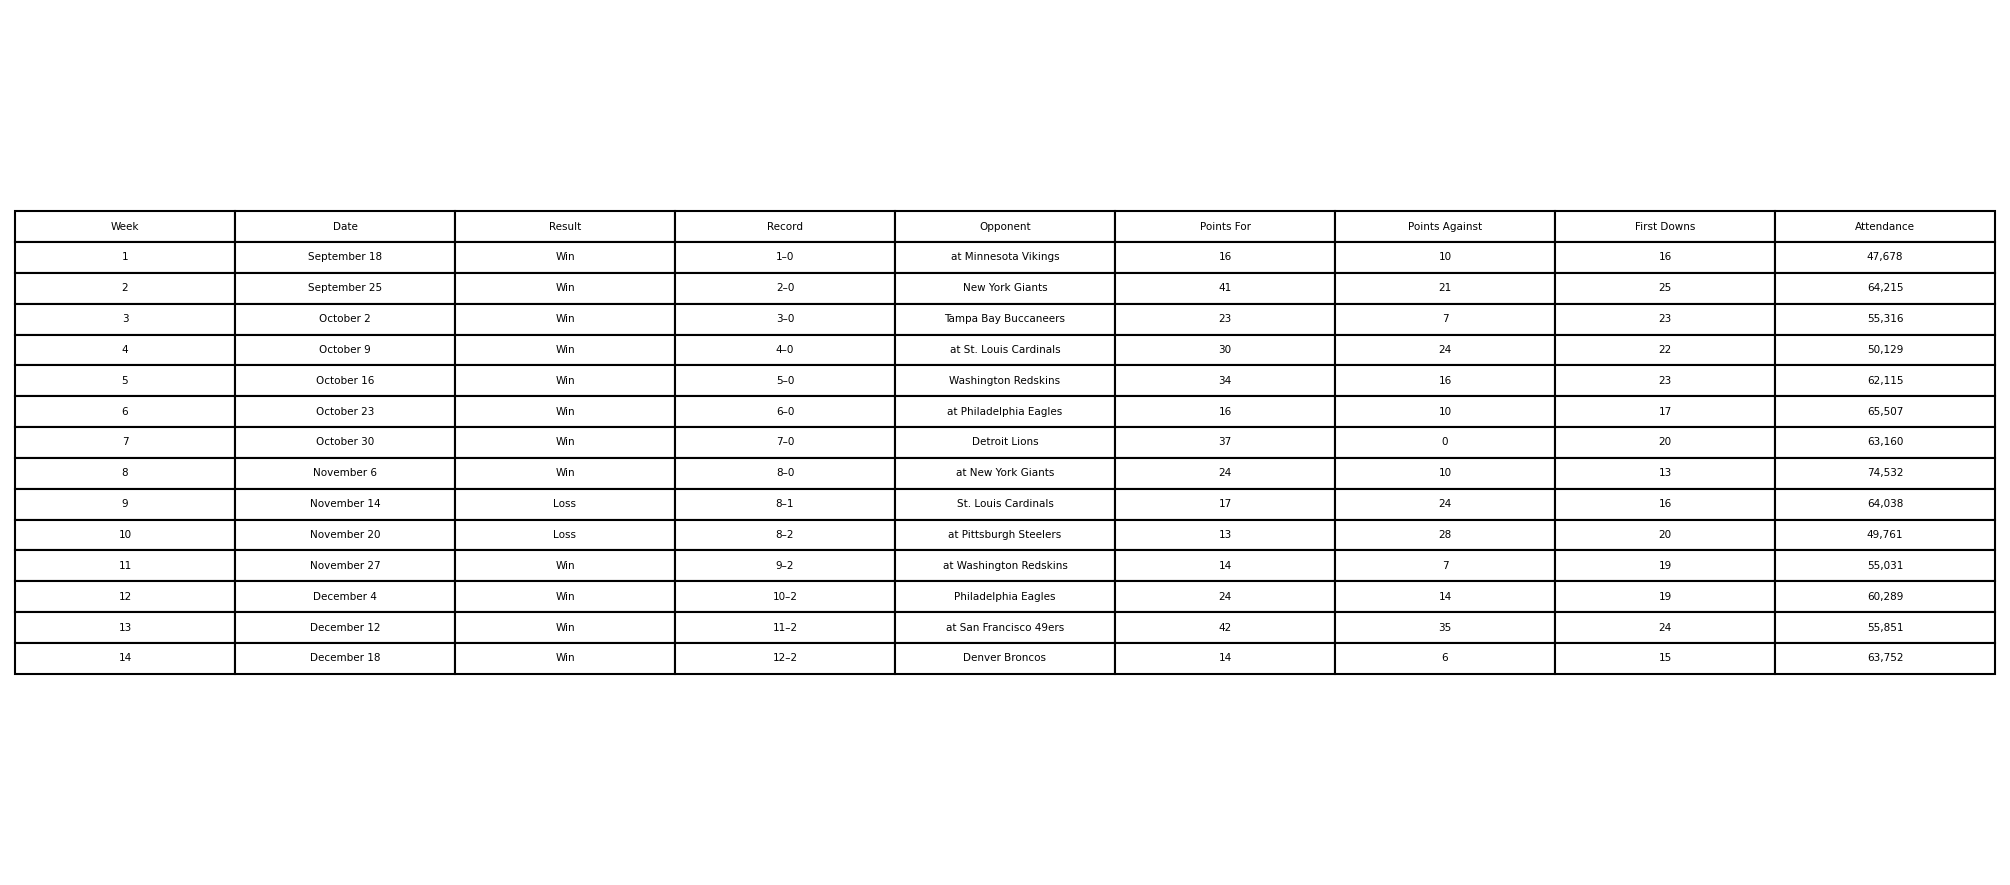 Week Date Result Record Opponent Points For Points Against First Downs Attendance
1 September 18 Win 1–0 at Minnesota Vikings 16 10 16 47,678
2 September 25 Win 2–0 New York Giants 41 21 25 64,215
3 October 2 Win 3–0 Tampa Bay Buccaneers 23 7 23 55,316
4 October 9 Win 4–0 at St. Louis Cardinals 30 24 22 50,129
5 October 16 Win 5–0 Washington Redskins 34 16 23 62,115
6 October 23 Win 6–0 at Philadelphia Eagles 16 10 17 65,507
7 October 30 Win 7–0 Detroit Lions 37 0 20 63,160
8 November 6 Win 8–0 at New York Giants 24 10 13 74,532
9 November 14 Loss 8–1 St. Louis Cardinals 17 24 16 64,038
10 November 20 Loss 8–2 at Pittsburgh Steelers 13 28 20 49,761
11 November 27 Win 9–2 at Washington Redskins 14 7 19 55,031
12 December 4 Win 10–2 Philadelphia Eagles 24 14 19 60,289
13 December 12 Win 11–2 at San Francisco 49ers 42 35 24 55,851
14 December 18 Win 12–2 Denver Broncos 14 6 15 63,752